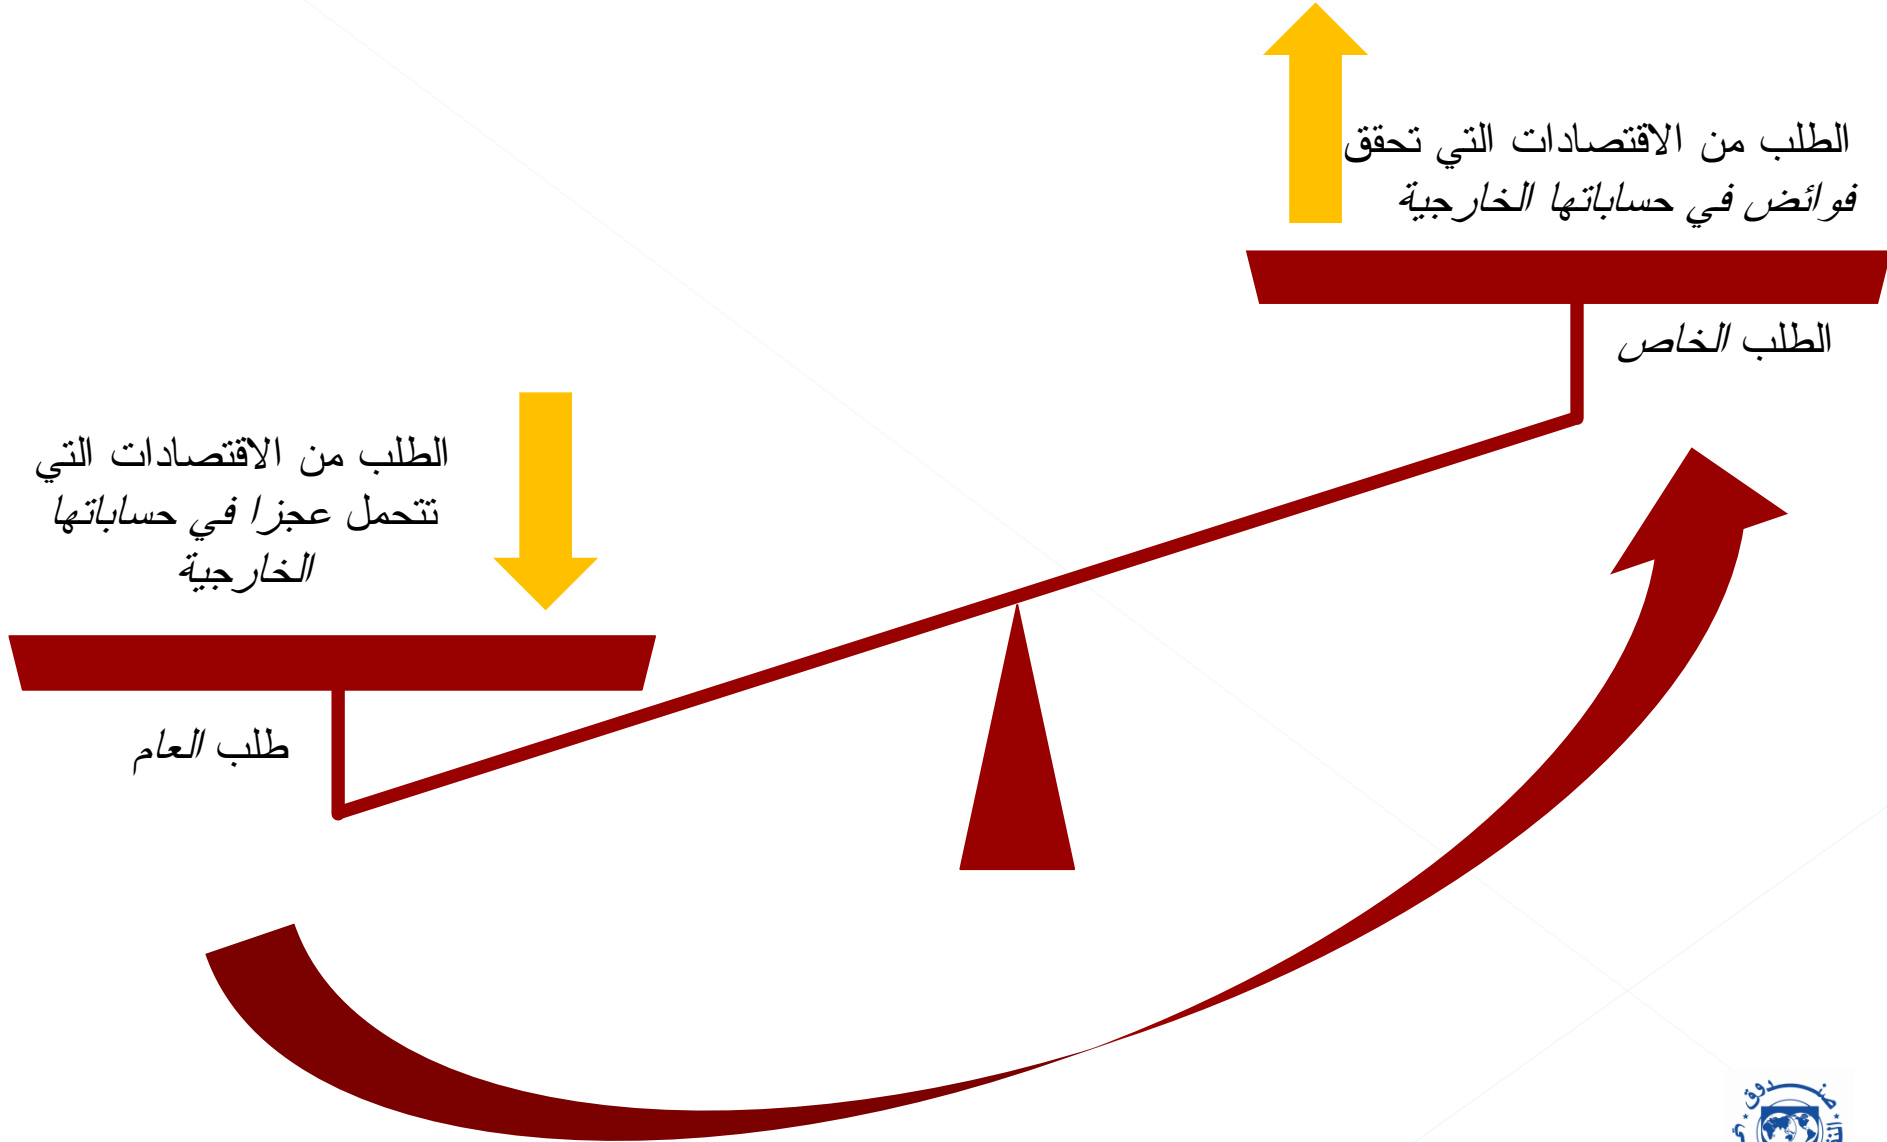 الطلب من الاقتصادات التي تحقق
فوائض في حساباتها الخارجية
الطلب الخاص
الطلب من الاقتصادات التي
تتحمل عجزا في حساباتها
الخارجية
طلب العام
صندوق